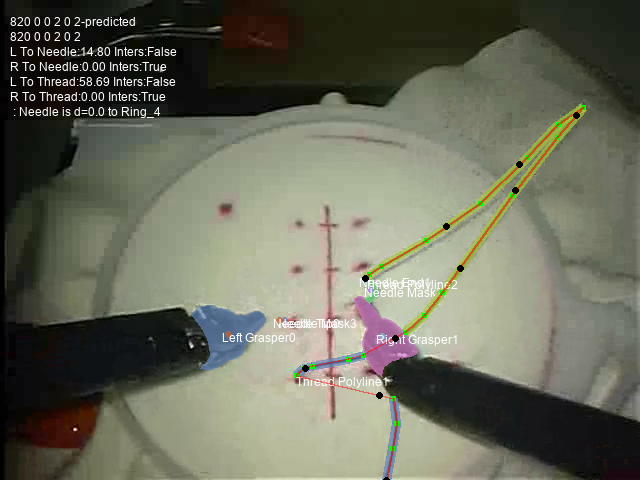 820 0 0 2 0 2-predicted
820 0 0 2 0 2
L To Needle:14.80 Inters:False
R To Needle:0.00 Inters:True
L To Thread:58.69 Inters:False
R To Thread:0.00 Inters:True
: Needle is d=0.0 to Ring_4
Needle Mask
Left Grasper0
Right Grasper1
Thread Polyline1